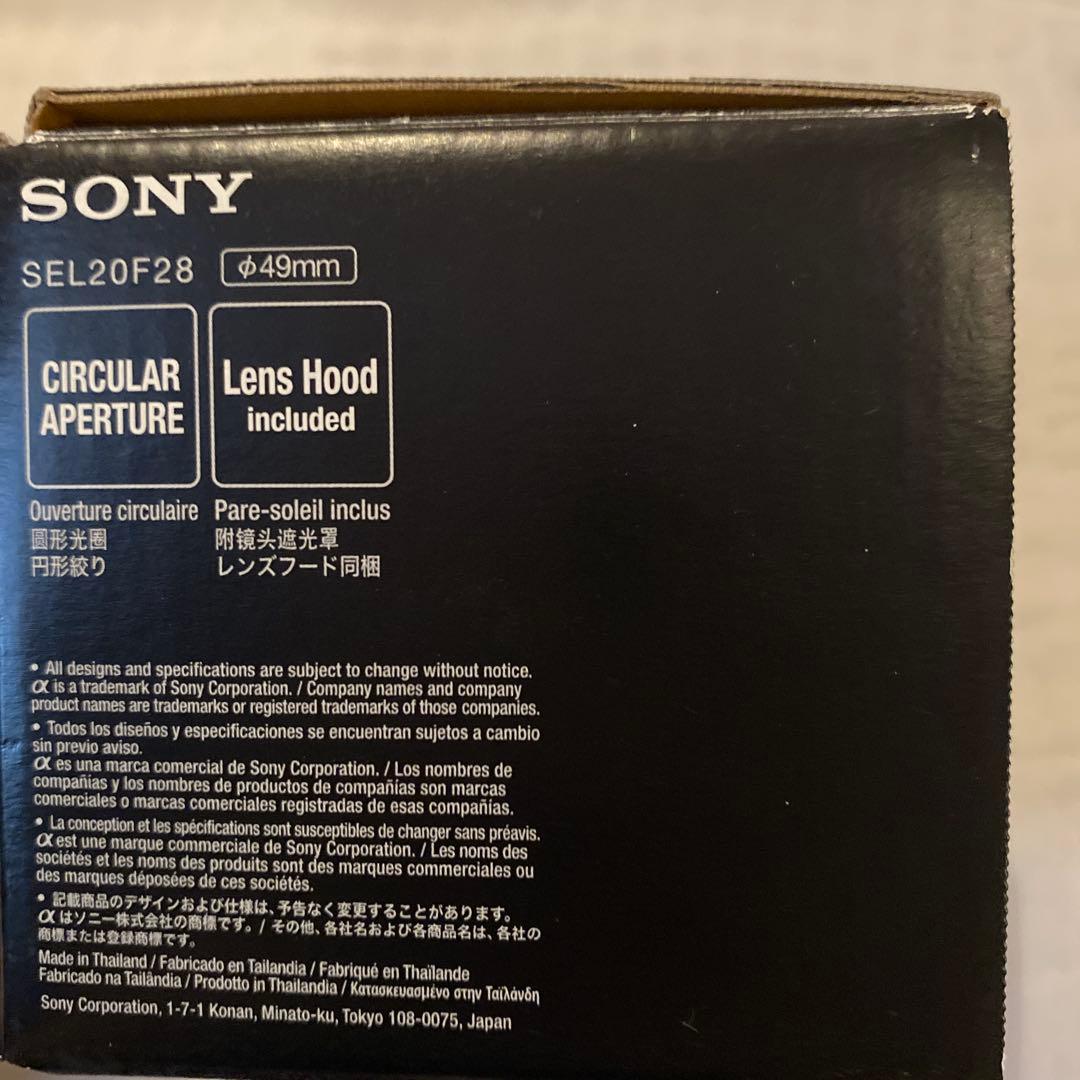 SONY
SEL20F28 ϕ49mm
CIRCULAR
APERTURE
Lens Hood
included
Ouverture circulaire
圆形光圈
円形絞り
Pare-soleil inclus
附镜头遮光罩
レンズフード同梱
• All designs and specifications are subject to change without notice.
α is a trademark of Sony Corporation. / Company names and company
product names are trademarks or registered trademarks of those companies.
• Todos los diseños y especificaciones se encuentran sujetos a cambio
sin previo aviso.
α es una marca comercial de Sony Corporation. / Los nombres de
compañías y los nombres de productos de compañías son marcas
comerciales o marcas comerciales registradas de esas compañías.
• La conception et les spécifications sont susceptibles de changer sans préavis.
α est une marque commerciale de Sony Corporation. / Les noms des
sociétés et les noms des produits sont des marques commerciales ou
des marques déposées de ces sociétés.
• 記載商品のデザインおよび仕様は、予告なく変更することがあります。
α はソニー株式会社の商標です。/ その他、各社名および各商品名は、各社の
商標または登録商標です。
Made in Thailand / Fabricado en Tailandia / Fabriqué en Thaïlande
Fabricado na Tailândia / Prodotto in Thailandia / Κατασκευασμένο στην Ταϊλάνδη
Sony Corporation, 1-7-1 Konan, Minato-ku, Tokyo 108-0075, Japan